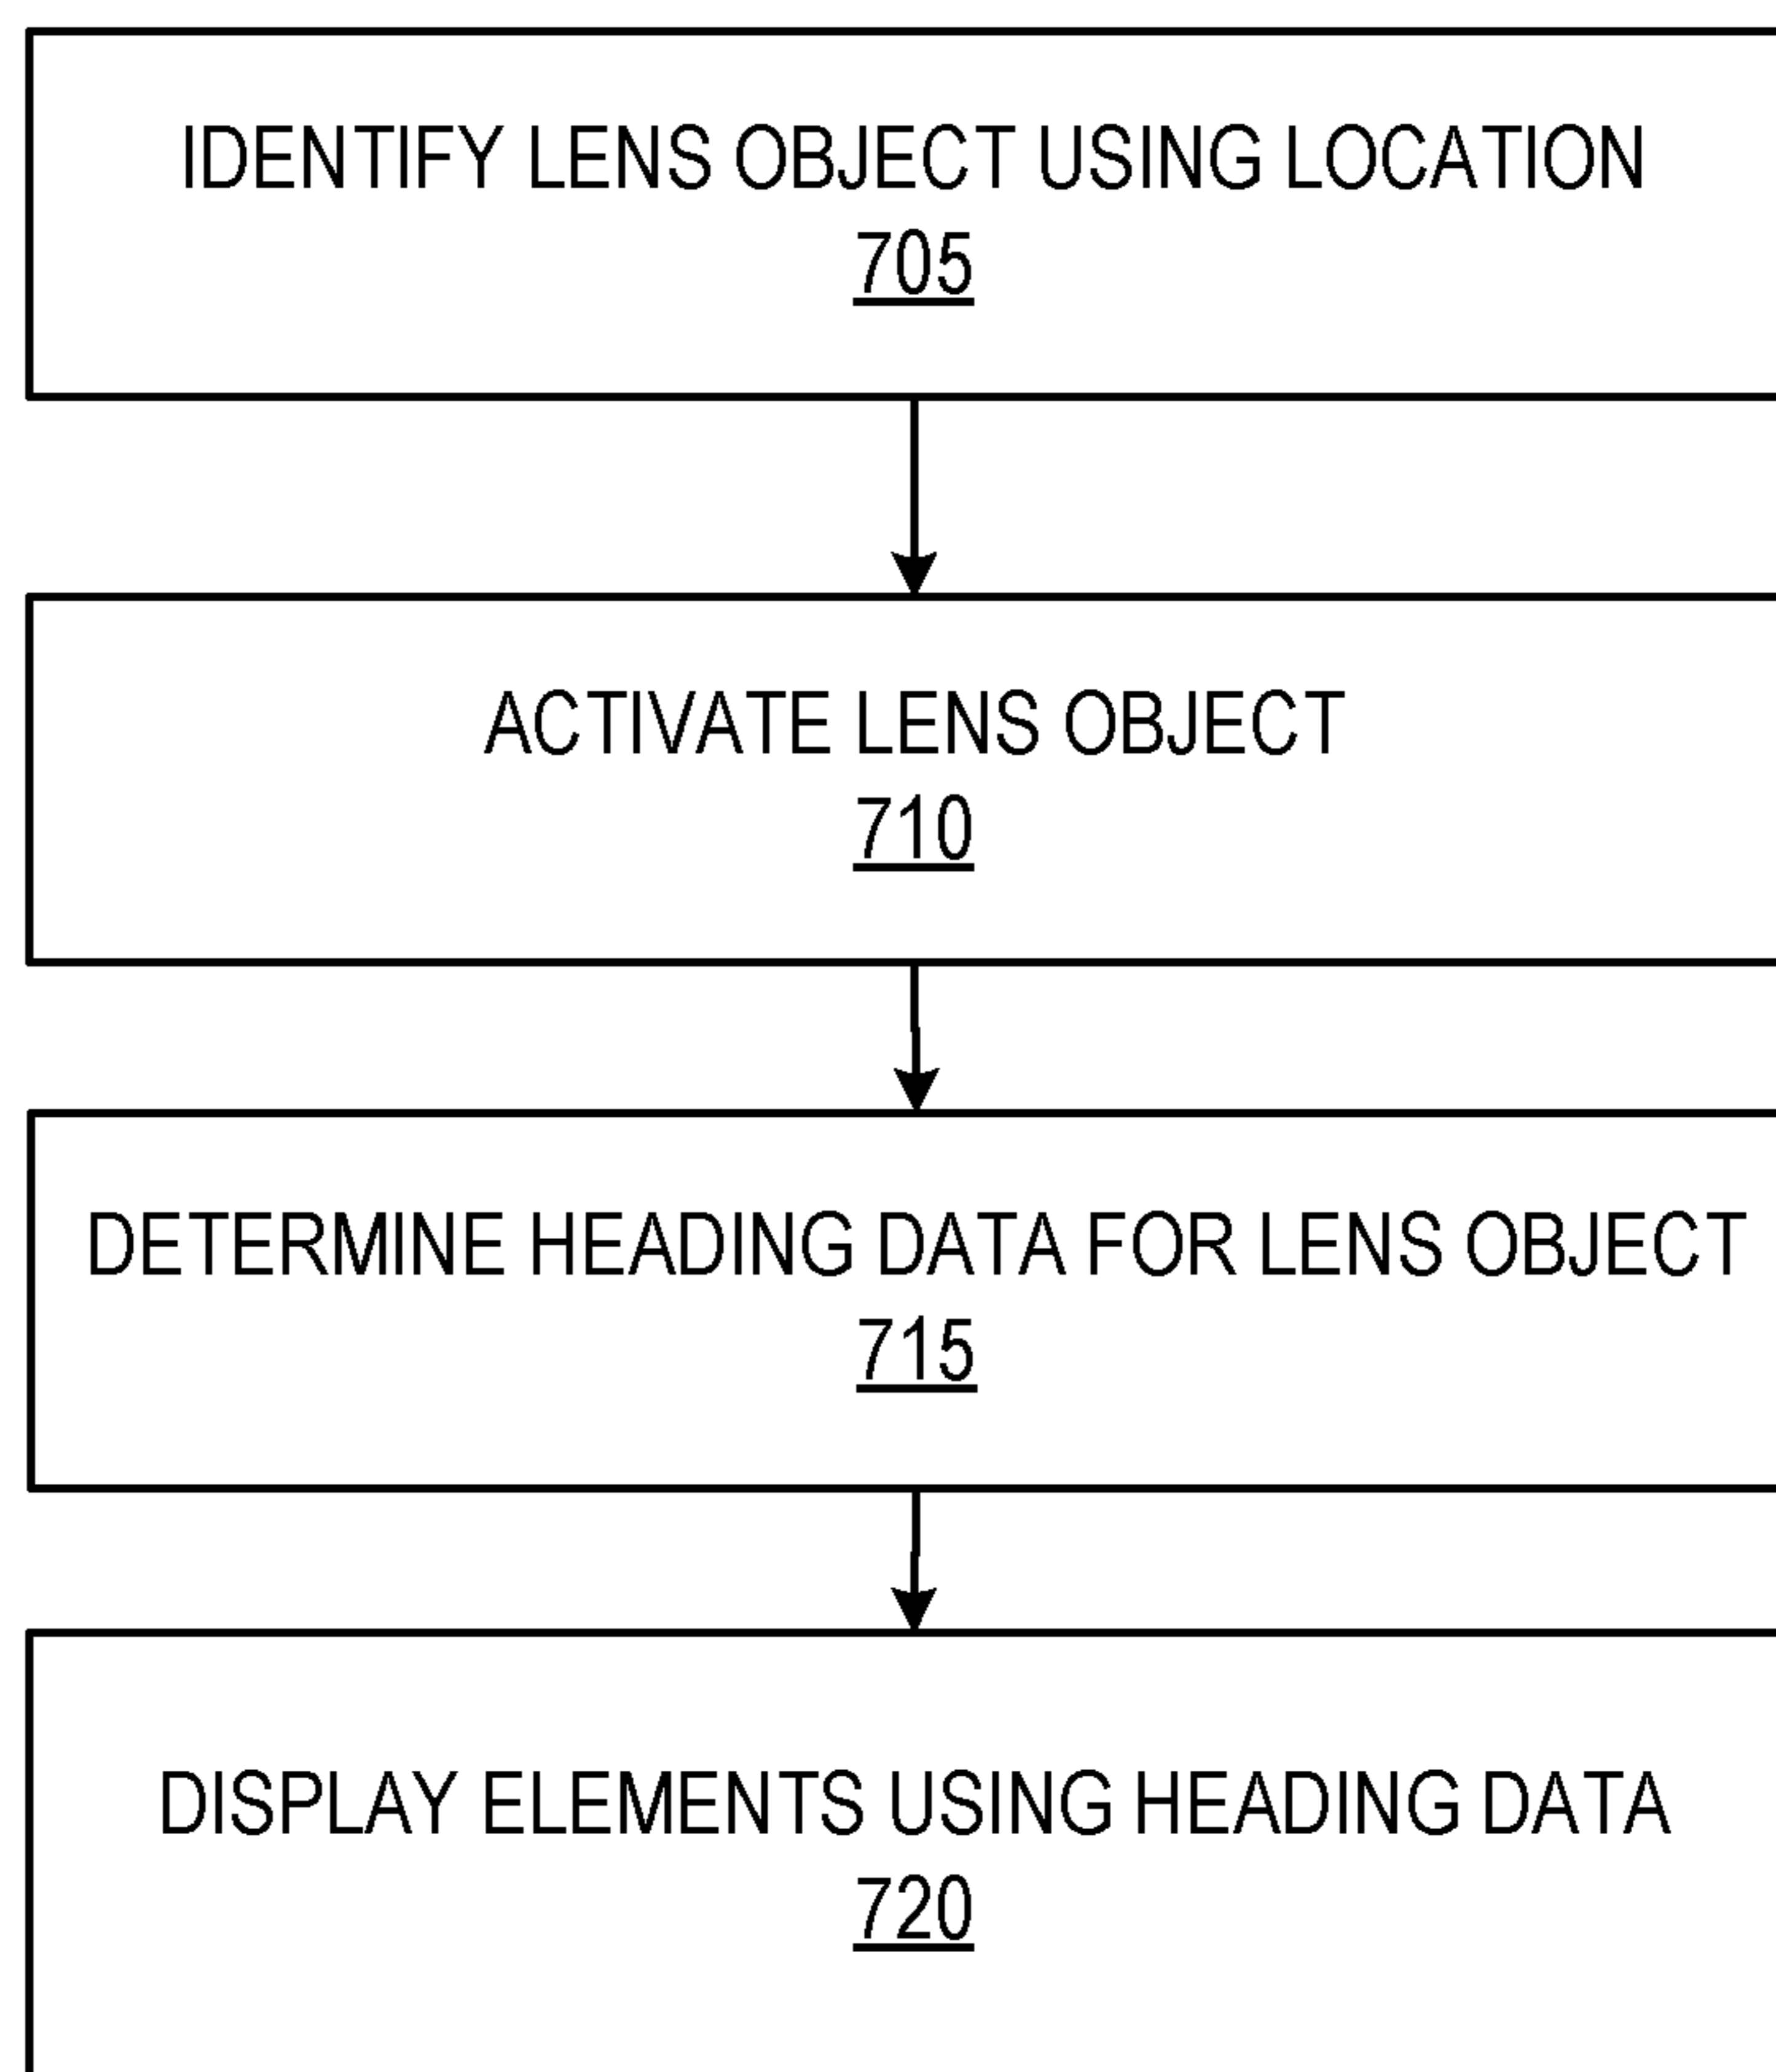 IDENTIFY LENS OBJECT USING LOCATION
705
ACTIVATE LENS OBJECT
710
DETERMINE HEADING DATA FOR LENS OBJECT
715
DISPLAY ELEMENTS USING HEADING DATA
720